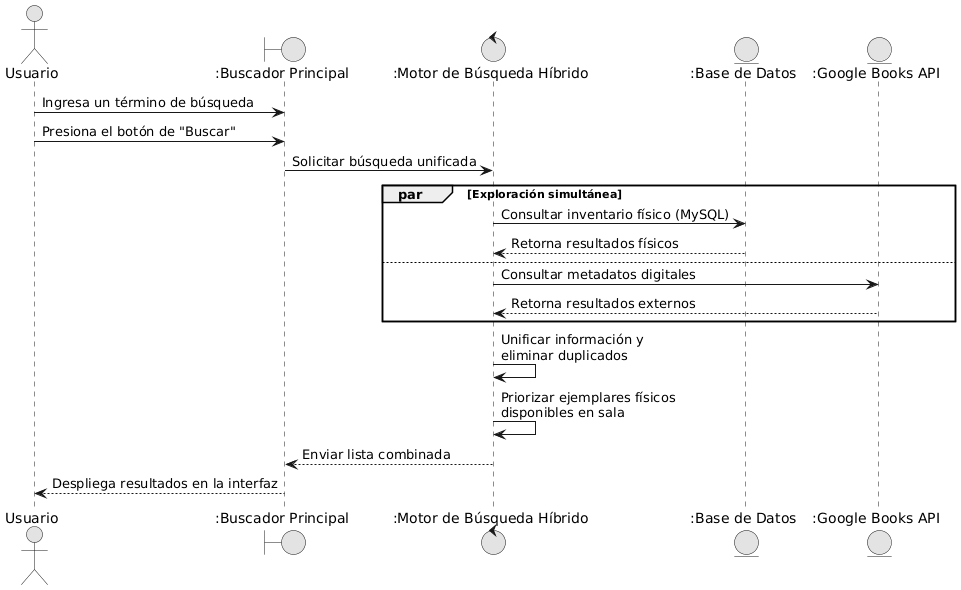 Usuario
:Buscador Principal
:Motor de Búsqueda Híbrido
:Base de Datos
:Google Books API
Ingresa un término de búsqueda
Presiona el botón de "Buscar"
Solicitar búsqueda unificada
par
[Exploración simultánea]
Consultar inventario físico (MySQL)
Retorna resultados físicos
Consultar metadatos digitales
Retorna resultados externos
Unificar información y
eliminar duplicados
Priorizar ejemplares físicos
disponibles en sala
Enviar lista combinada
Despliega resultados en la interfaz
Usuario
:Buscador Principal
:Motor de Búsqueda Híbrido
:Base de Datos
:Google Books API